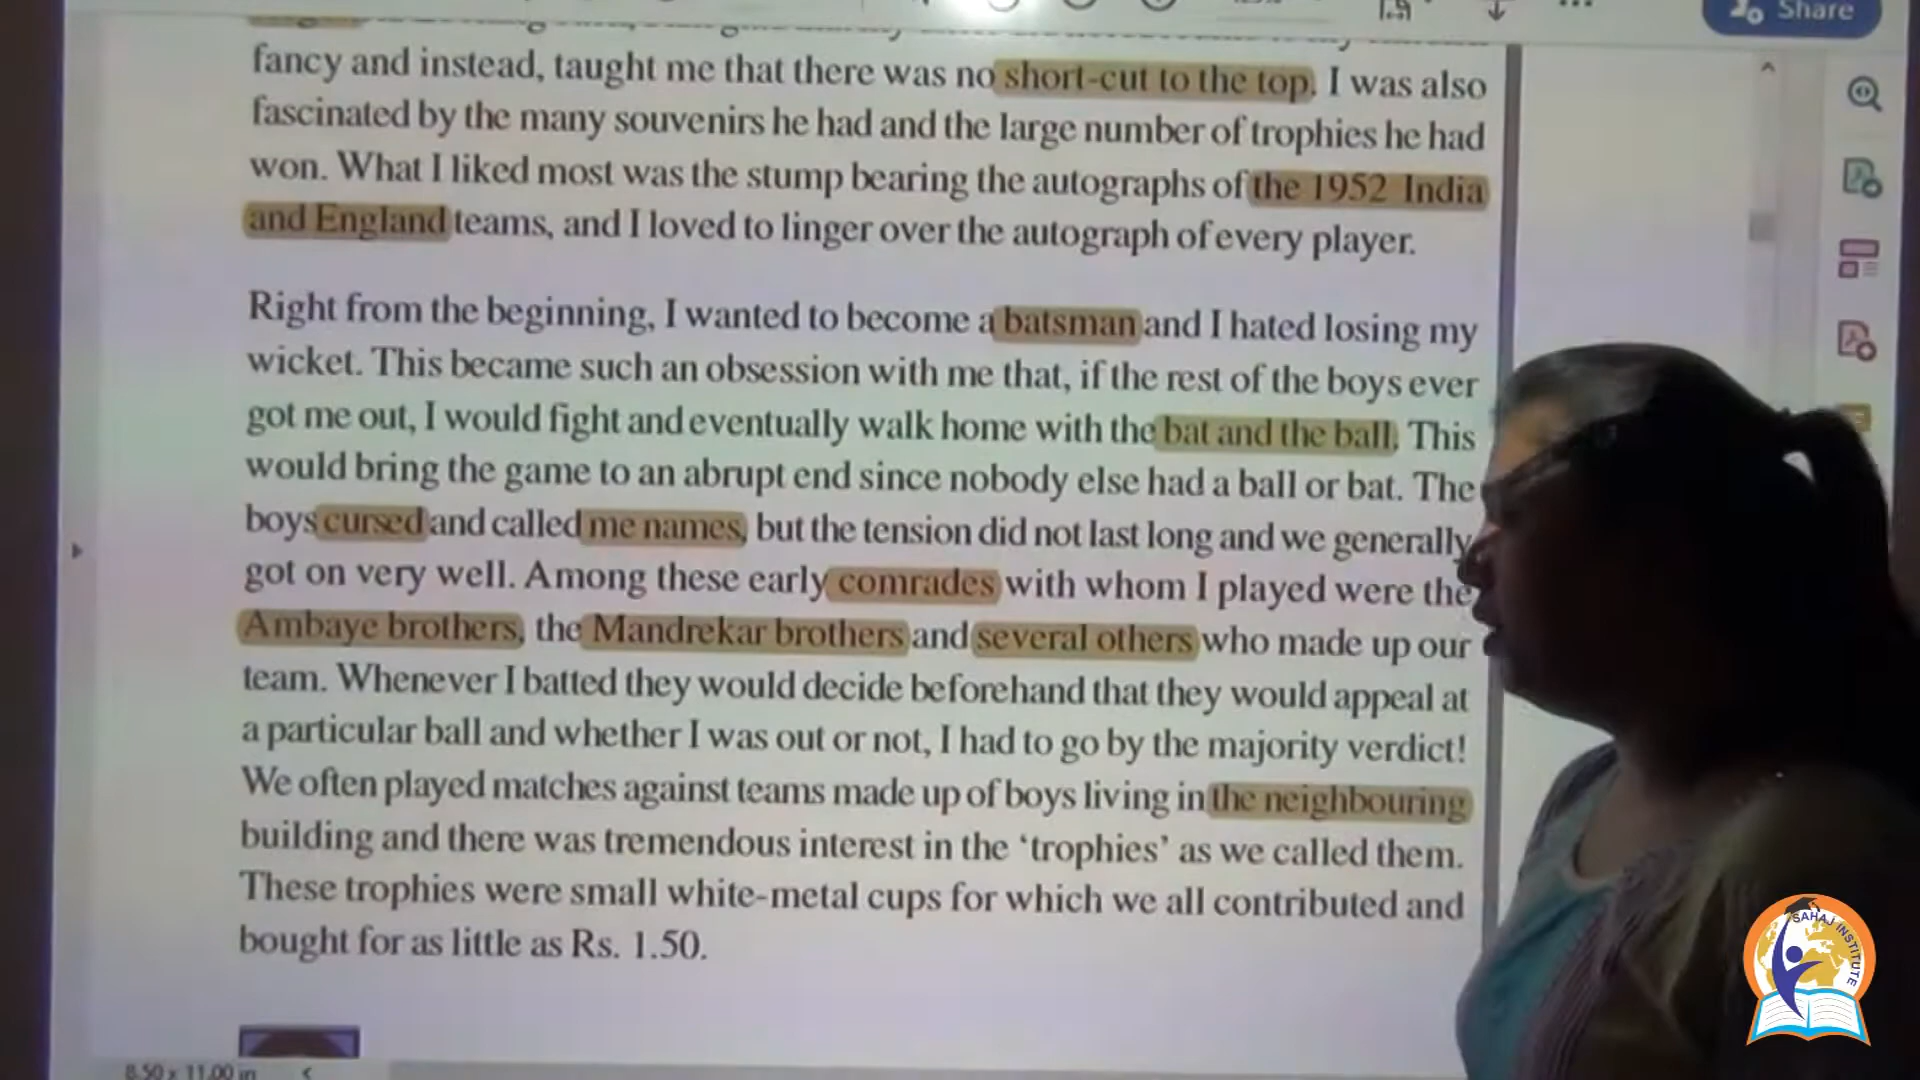 Share
fancy and instead, taught me that there was no short-cut to the top. I was also
fascinated by the many souvenirs he had and the large number of trophies he had
won. What I liked most was the stump bearing the autographs of the 1952 India
and England teams, and I loved to linger over the autograph of every player.
Right from the beginning, I wanted to become a batsman and I hated losing my
wicket. This became such an obsession with me that, if the rest of the boys ever
got me out, I would fight and eventually walk home with the bat and the ball. This
would bring the game to an abrupt end since nobody else had a ball or bat. The
boys cursed and called me names, but the tension did not last long and we generally
got on very well. Among these early comrades with whom I played were the
Ambaye brothers, the Mandrekar brothers and several others who made up our
team. Whenever I batted they would decide beforehand that they would appeal at
a particular ball and whether I was out or not, I had to go by the majority verdict!
We often played matches against teams made up of boys living in the neighbouring
building and there was tremendous interest in the ‘trophies’ as we called them.
These trophies were small white-metal cups for which we all contributed and
bought for as little as Rs. 1.50.
8.50 x 11.00 in
SAHAJ INSTITUTE